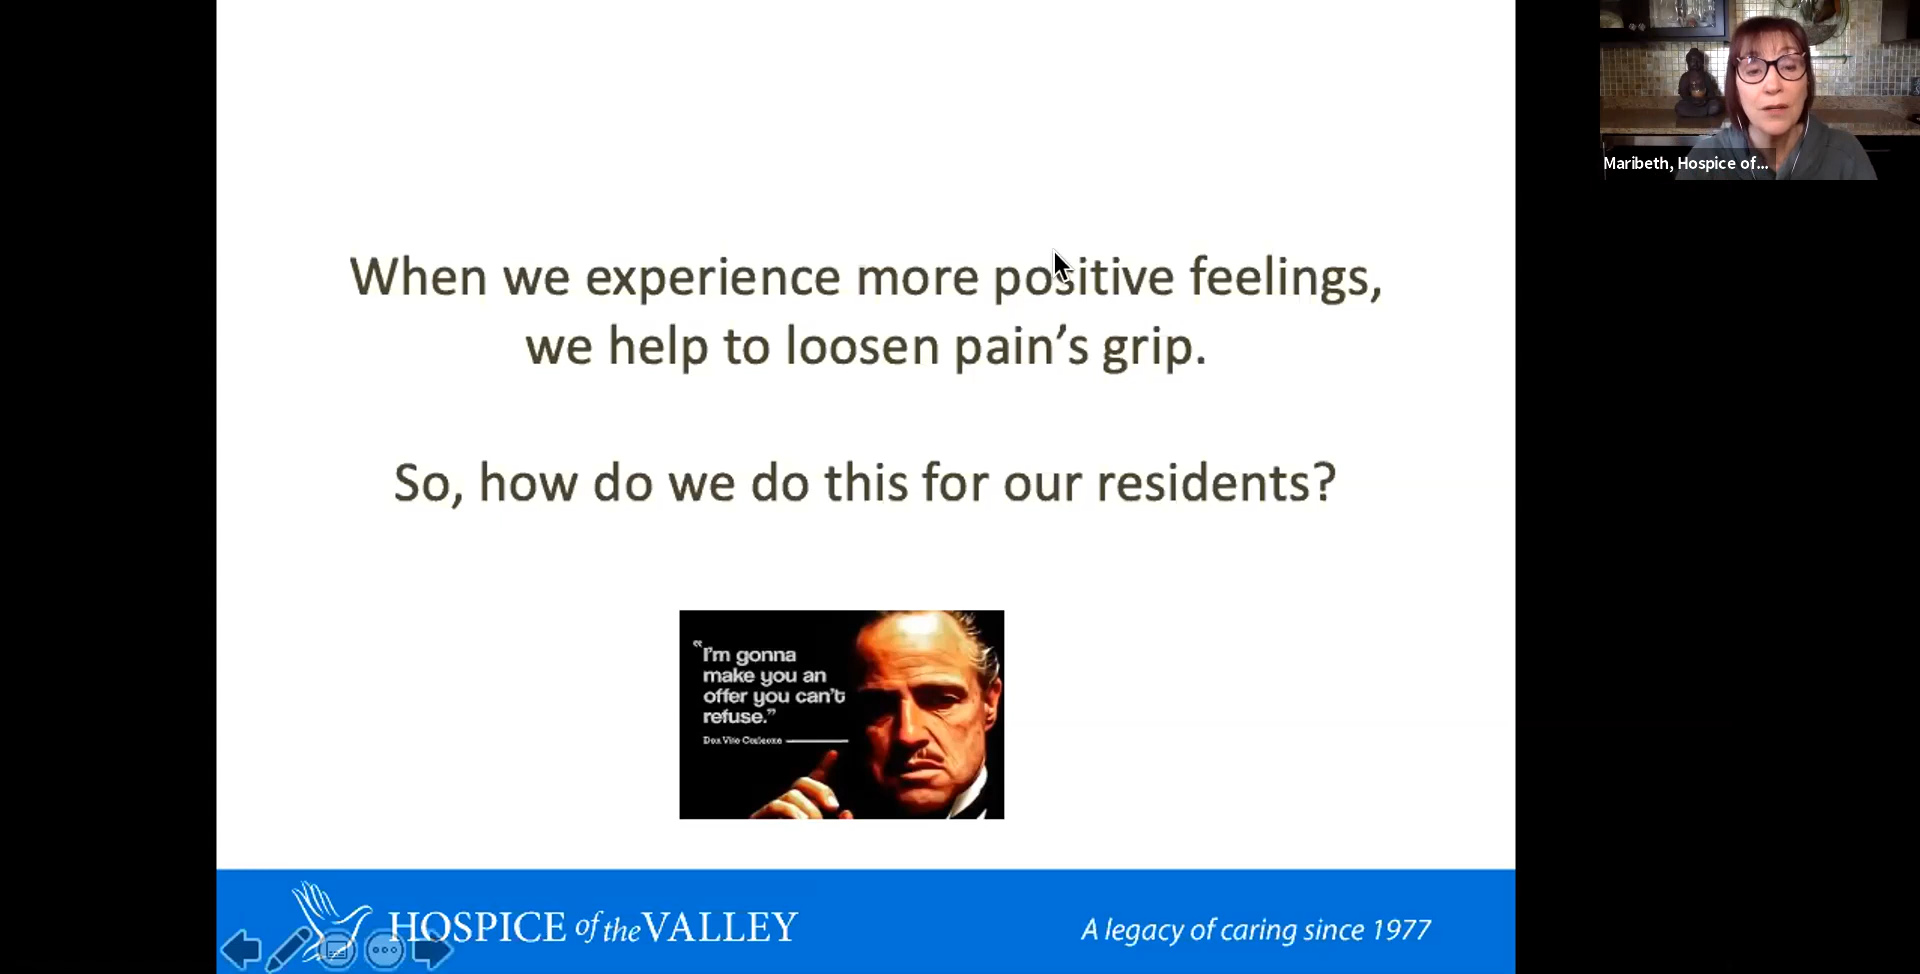 When we experience more positive feelings,
we help to loosen pain's grip.
So, how do we do this for our residents?
“I'm gonna
make you an
offer you can't
refuse.”
Don Vito Corleone
HOSPICE of the VALLEY
A legacy of caring since 1977
Maribeth, Hospice of...